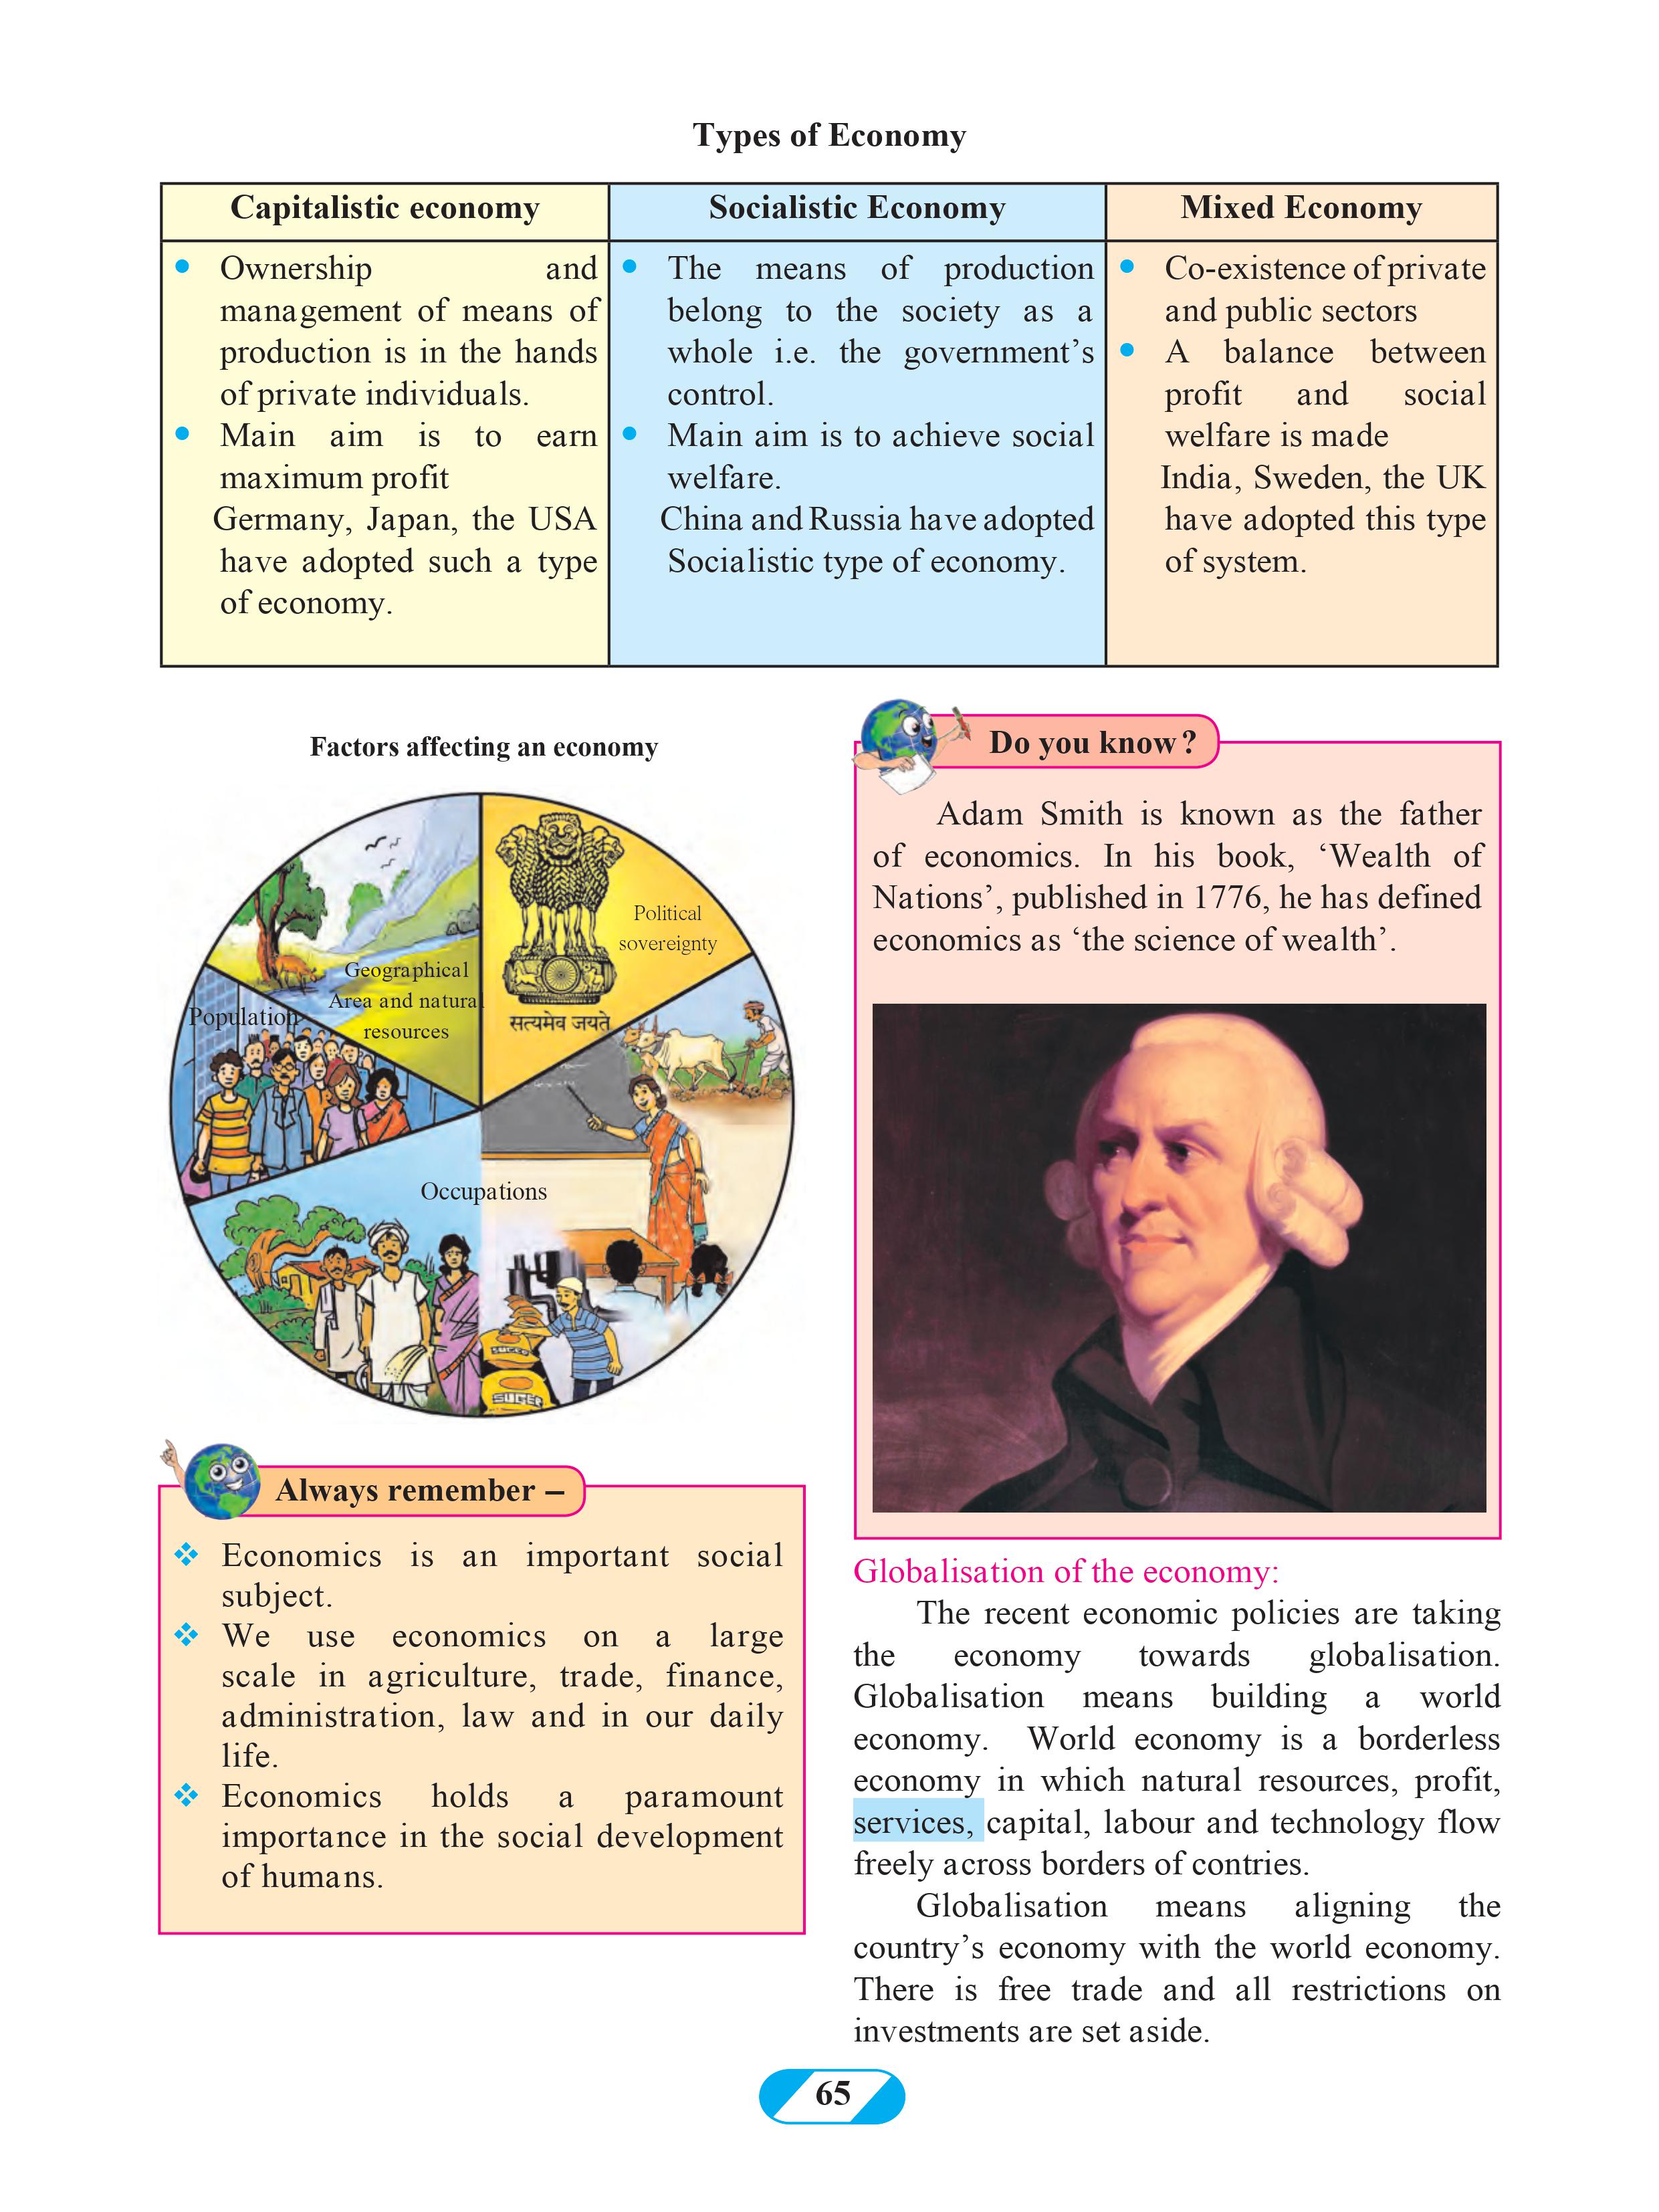 Types of Economy
Capitalistic economy
Ownership and
management of means of
production is in the hands
of private individuals.
Main aim is to earn
maximum profit
Germany, Japan, the USA
have adopted such a type
of economy.
Socialistic Economy
The means of production
belong to the society as a
whole i.e. the government’s
control.
Main aim is to achieve social
welfare.
China and Russia have adopted
Socialistic type of economy.
Mixed Economy
Co-existence of private
and public sectors
A balance between
profit and social
welfare is made
India, Sweden, the UK
have adopted this type
of system.
Factors affecting an economy
Political
sovereignty
सत्यमेव जयते
Geographical
Area and natural
resources
Population
Occupations
SUGER
SUGER
Always remember –
Economics is an important social
subject.
We use economics on a large
scale in agriculture, trade, finance,
administration, law and in our daily
life.
Economics holds a paramount
importance in the social development
of humans.
Do you know?
Adam Smith is known as the father
of economics. In his book, ‘Wealth of
Nations’, published in 1776, he has defined
economics as ‘the science of wealth’.
Globalisation of the economy:
The recent economic policies are taking
the economy towards globalisation.
Globalisation means building a world
economy. World economy is a borderless
economy in which natural resources, profit,
services, capital, labour and technology flow
freely across borders of contries.
Globalisation means aligning the
country’s economy with the world economy.
There is free trade and all restrictions on
investments are set aside.
65